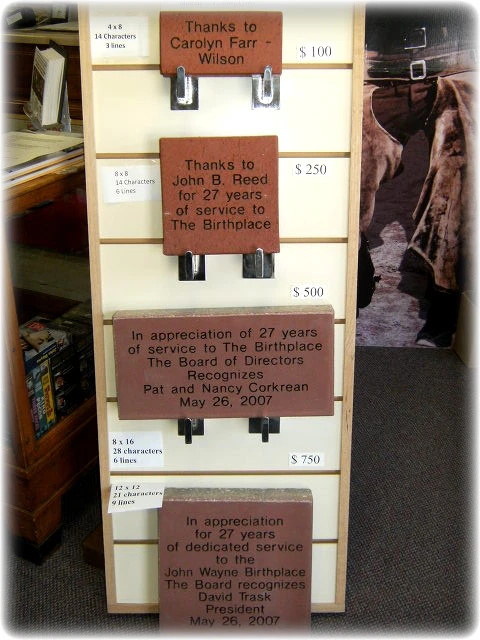 4 x 8
14 Characters
3 lines
Thanks to
Carolyn Farr -
Wilson
$ 100
8 x 8
14 Characters
6 Lines
Thanks to
John B. Reed
for 27 years
of service to
The Birthplace
$ 250
$ 500
In appreciation of 27 years
of service to The Birthplace
The Board of Directors
Recognizes
Pat and Nancy Corkrean
May 26, 2007
8 x 16
28 characters
6 lines
$ 750
12 x 12
21 characters
9 lines
In appreciation
for 27 years
of dedicated service
to the
John Wayne Birthplace
The Board recognizes
David Trask
President
May 26, 2007